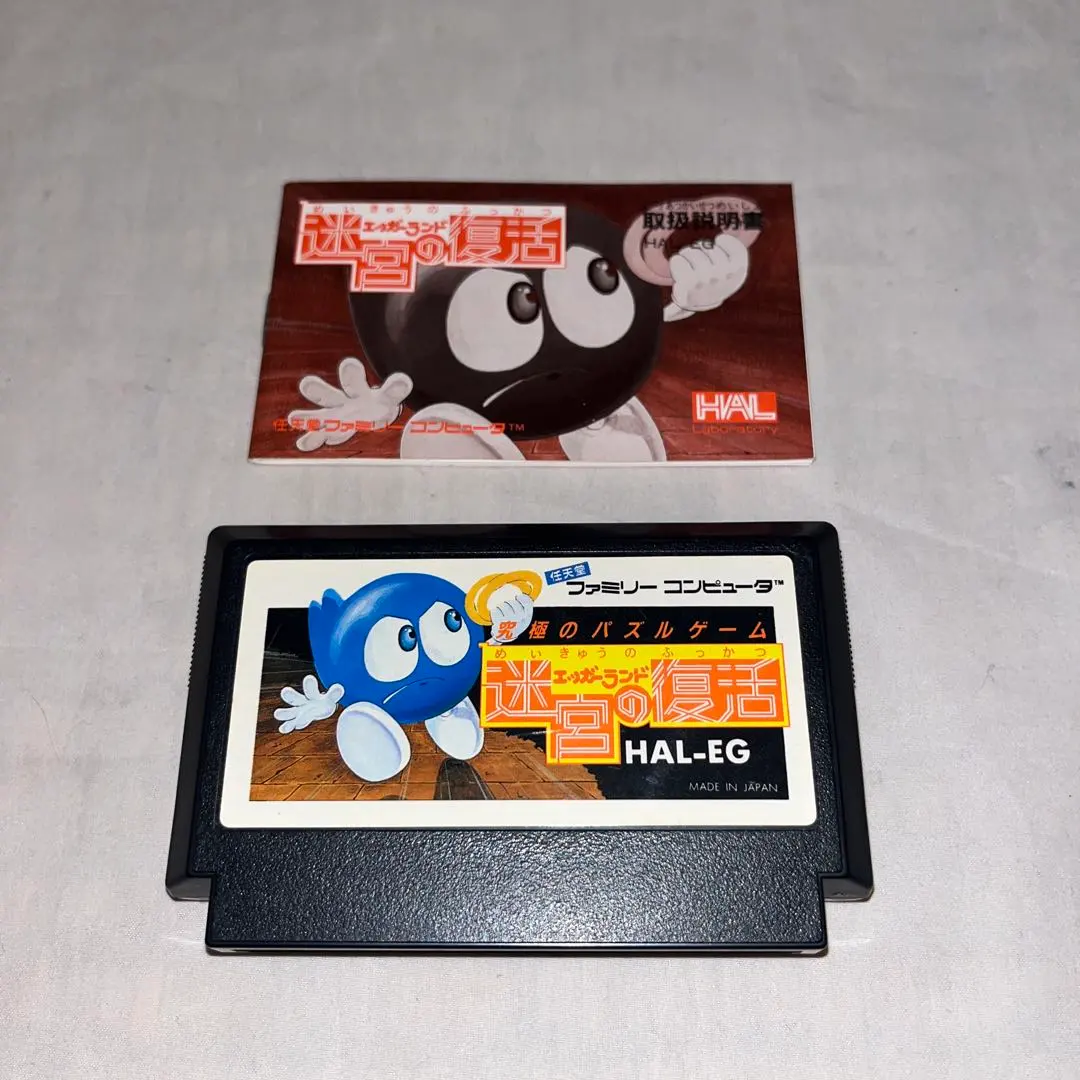 めいきゅうのふっかつ
エッガーランド
迷宮の復活
とりあつかいせつめいしょ
取扱説明書
HAL-EG
HAL
Laboratory
任天堂 ファミリー コンピュータ™
任天堂 ファミリー コンピュータ™
究極のパズルゲーム
めいきゅうのふっかつ
エッガーランド
迷宮の復活
HAL-EG
MADE IN JAPAN